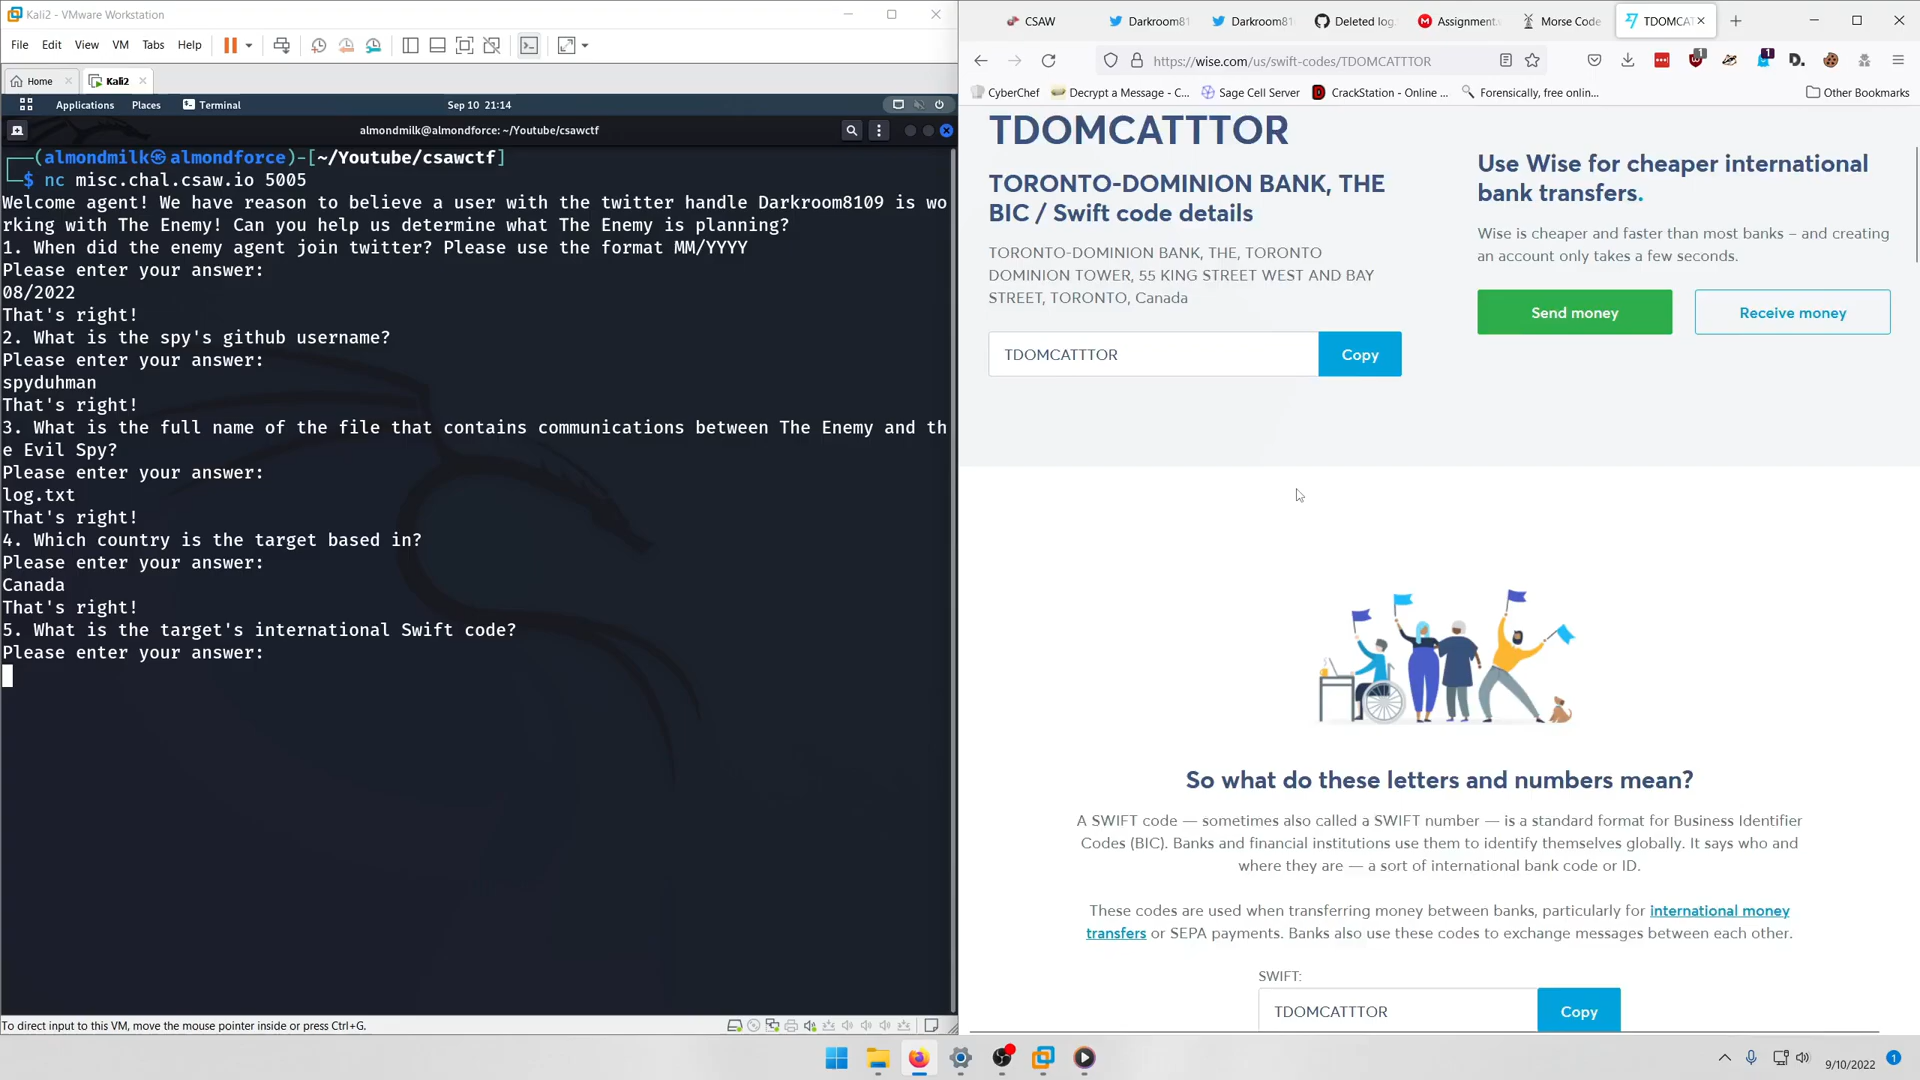 Kali2 - VMware Workstation
File Edit View VM Tabs Help
Home Kali2
Applications Places Terminal Sep 10 21:14
almondmilk@almondforce: ~/Youtube/csawctf
(almondmilk㉿almondforce)-[~/Youtube/csawctf]
$ nc misc.chal.csaw.io 5005
Welcome agent! We have reason to believe a user with the twitter handle Darkroom8109 is wo
rking with The Enemy! Can you help us determine what The Enemy is planning?
1. When did the enemy agent join twitter? Please use the format MM/YYYY
Please enter your answer:
08/2022
That's right!
2. What is the spy's github username?
Please enter your answer:
spyduhman
That's right!
3. What is the full name of the file that contains communications between The Enemy and th
e Evil Spy?
Please enter your answer:
log.txt
That's right!
4. Which country is the target based in?
Please enter your answer:
Canada
That's right!
5. What is the target's international Swift code?
Please enter your answer:
To direct input to this VM, move the mouse pointer inside or press Ctrl+G.
CSAW Darkroom81 Darkroom81 Deleted log. Assignment. Morse Code TDOMCAT
https://wise.com/us/swift-codes/TDOMCATTTOR
1 1
CyberChef Decrypt a Message - C... Sage Cell Server CrackStation - Online ... Forensically, free onlin... Other Bookmarks
TDOMCATTTOR
TORONTO-DOMINION BANK, THE
BIC / Swift code details
TORONTO-DOMINION BANK, THE, TORONTO
DOMINION TOWER, 55 KING STREET WEST AND BAY
STREET, TORONTO, Canada
TDOMCATTTOR Copy
Use Wise for cheaper international
bank transfers.
Wise is cheaper and faster than most banks – and creating
an account only takes a few seconds.
Send money Receive money
So what do these letters and numbers mean?
A SWIFT code — sometimes also called a SWIFT number — is a standard format for Business Identifier
Codes (BIC). Banks and financial institutions use them to identify themselves globally. It says who and
where they are — a sort of international bank code or ID.
These codes are used when transferring money between banks, particularly for international money
transfers or SEPA payments. Banks also use these codes to exchange messages between each other.
SWIFT:
TDOMCATTTOR Copy
9/10/2022 1